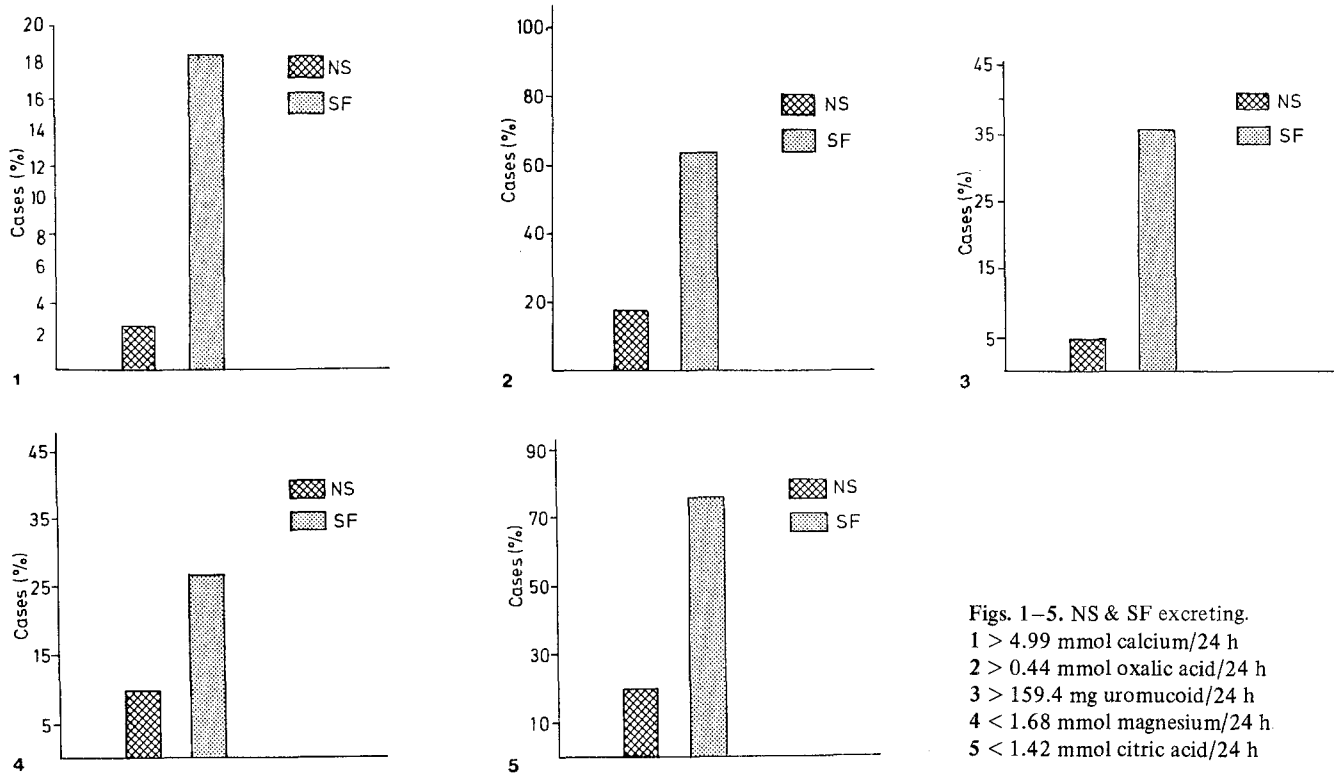 20
18
16
14
12
10
8
6
4
2
Cases (%)
NS
SF
1
100
80
60
40
20
Cases (%)
NS
SF
2
45
35
25
15
5
Cases (%)
NS
SF
3
45
35
25
15
5
Cases (%)
NS
SF
4
90
70
50
30
10
Cases (%)
NS
SF
5
Figs. 1–5. NS & SF excreting.
1 > 4.99 mmol calcium/24 h
2 > 0.44 mmol oxalic acid/24 h
3 > 159.4 mg uromucoid/24 h
4 < 1.68 mmol magnesium/24 h
5 < 1.42 mmol citric acid/24 h